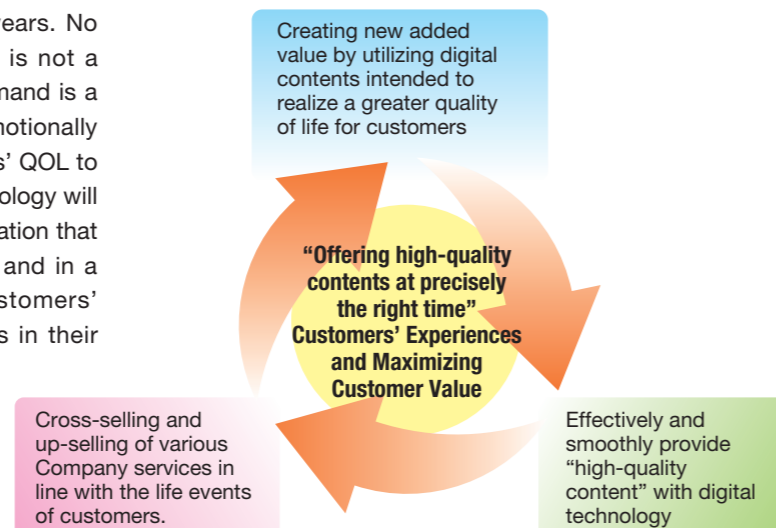 ears. No
is not a
mand is a
motionally
s’ QOL to
ology will
ation that
and in a
stomers’
s in their
Creating new added
value by utilizing digital
contents intended to
realize a greater quality
of life for customers
“Offering high-quality
contents at precisely
the right time”
Customers’ Experiences
and Maximizing
Customer Value
Cross-selling and
up-selling of various
Company services in
line with the life events
of customers.
Effectively and
smoothly provide
“high-quality
content” with digital
technology